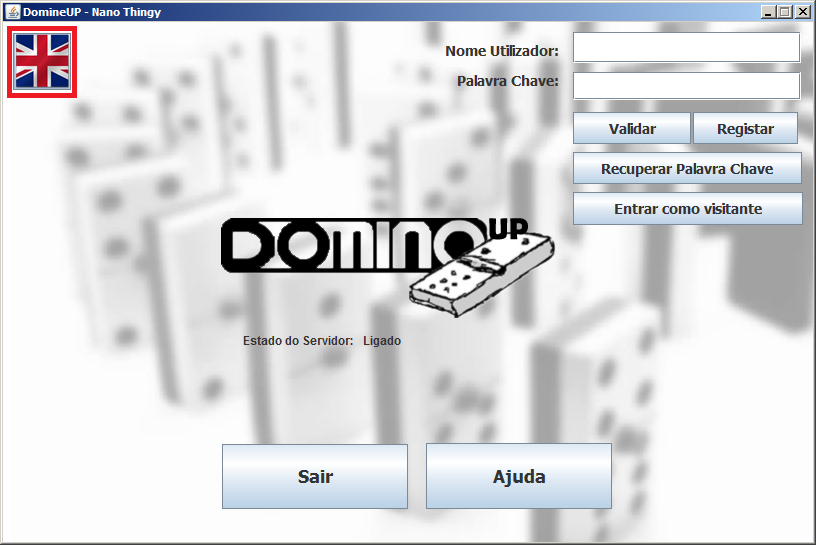 DomineUP - Nano Thingy
Nome Utilizador:
Palavra Chave:
Validar
Registar
Recuperar Palavra Chave
Entrar como visitante
DOMINO UP
Estado do Servidor: Ligado
Sair
Ajuda